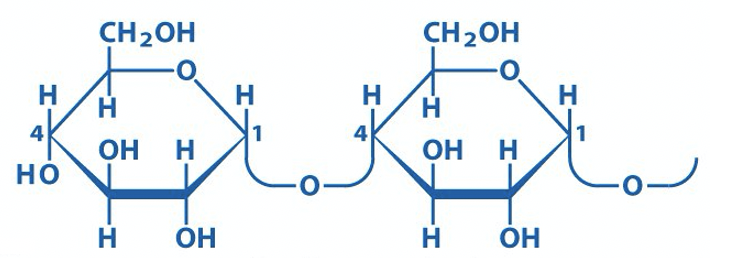 CH₂OH CH₂OH
O O
H H H H
H H
4 1 4 1
OH H OH H
HO
O O
H OH H OH